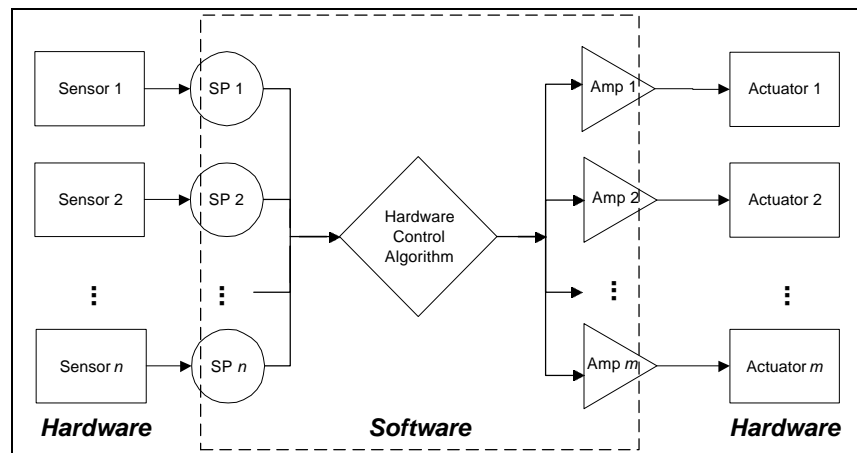 Sensor 1
SP 1
Amp 1
Actuator 1
Sensor 2
SP 2
Amp 2
Actuator 2
Hardware
Control
Algorithm
...
...
...
...
Sensor n
SP n
Amp m
Actuator m
Hardware
Software
Hardware